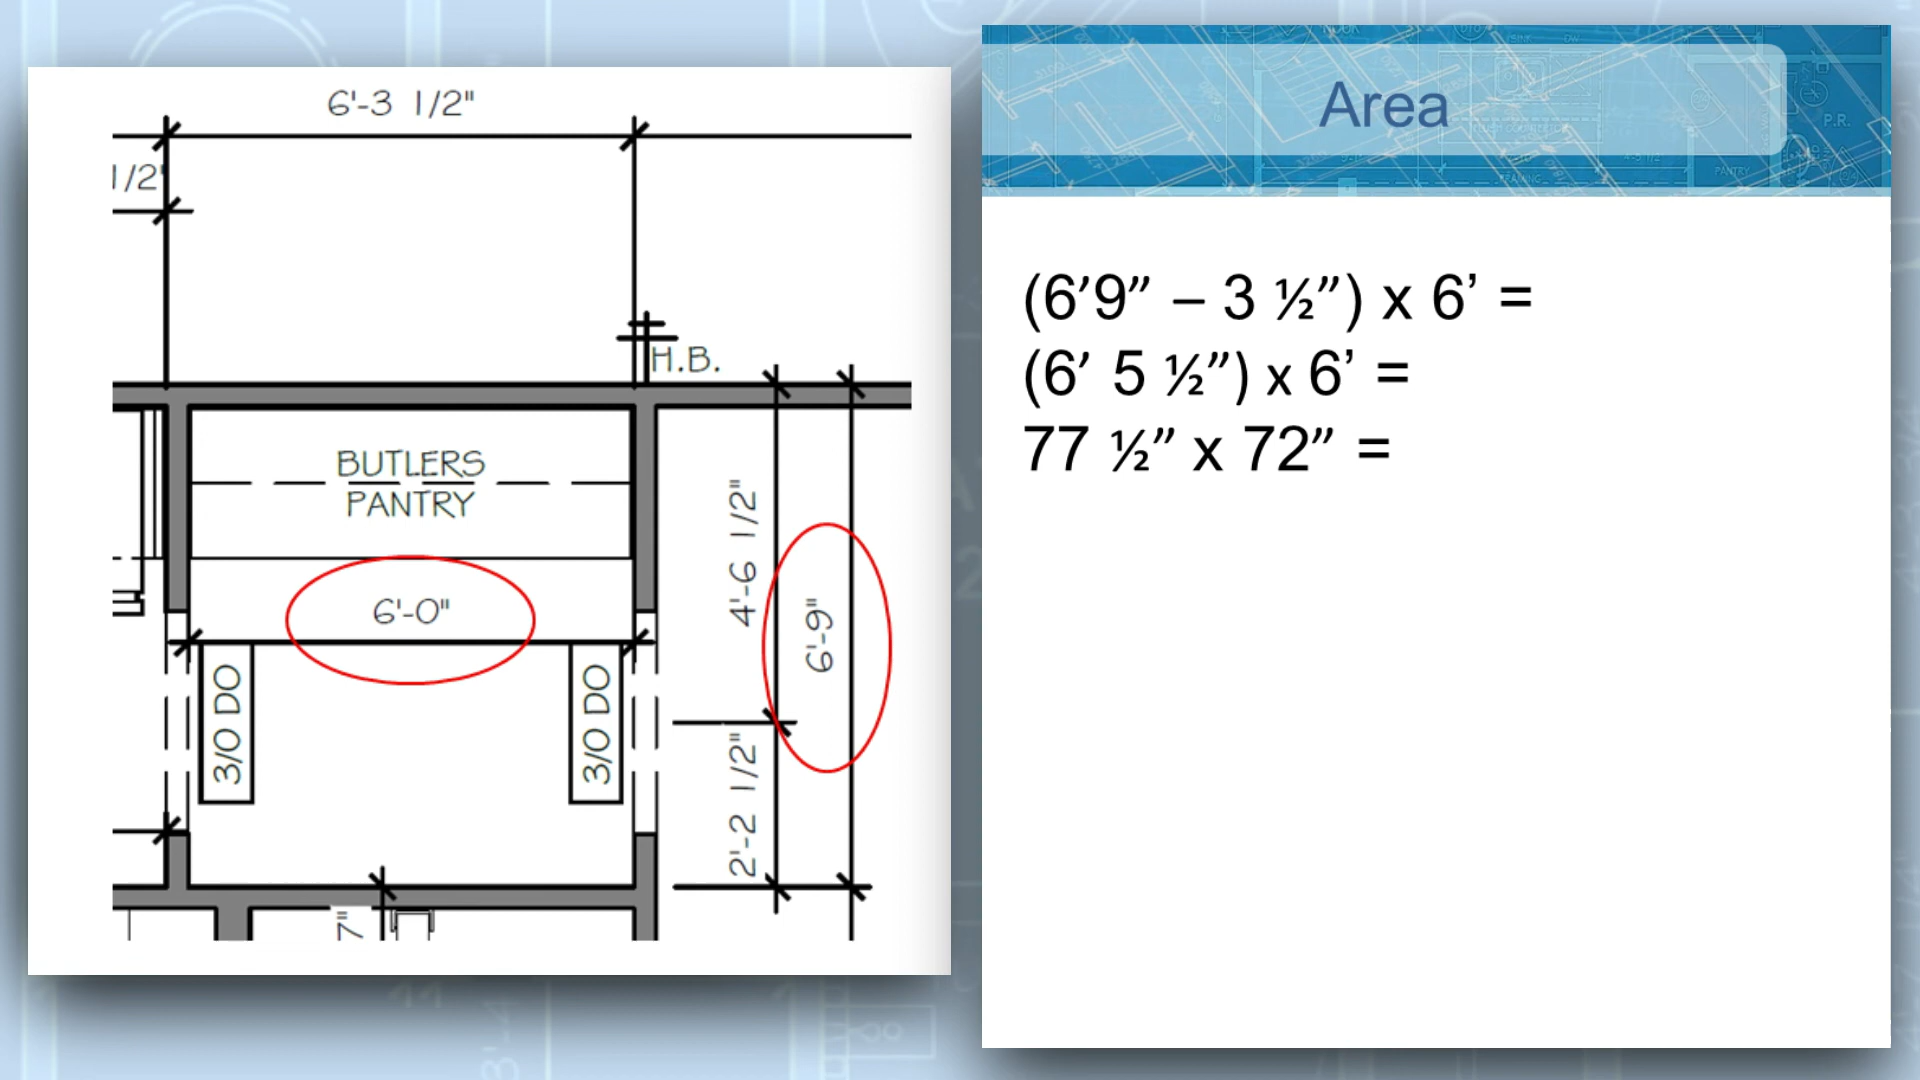 6'-3 1/2"
1/2"
H.B.
BUTLERS
PANTRY
6'-0"
3/0 DO
3/0 DO
4'-6 1/2"
6'-9"
2'-2 1/2"
7"
Area
P.R.
PANTRY
(6′9″ – 3 ½″) x 6’ =
(6′ 5 ½″) x 6’ =
77 ½″ x 72″ =